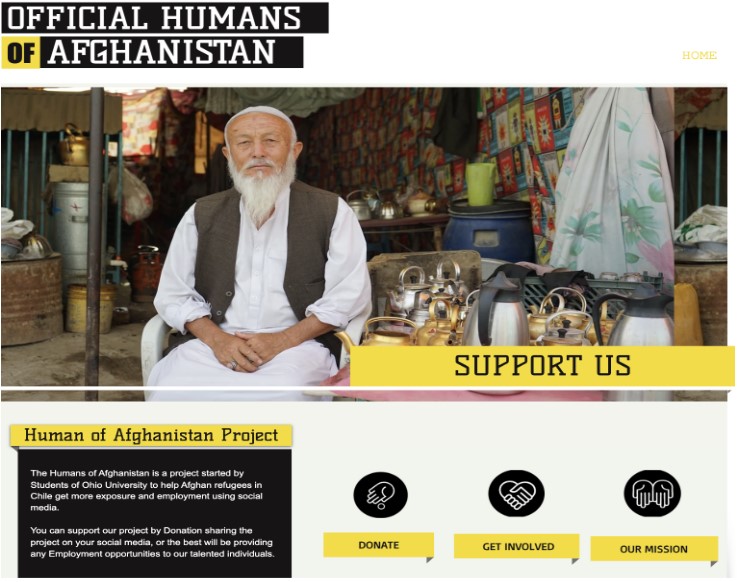 OFFICIAL HUMANS
OF AFGHANISTAN
HOME
SUPPORT US
Human of Afghanistan Project
The Humans of Afghanistan is a project started by
Students of Ohio University to help Afghan refugees in
Chile get more exposure and employment using social
media.
You can support our project by Donation sharing the
project on your social media, or the best will be providing
any Employment opportunities to our talented individuals.
DONATE
GET INVOLVED
OUR MISSION